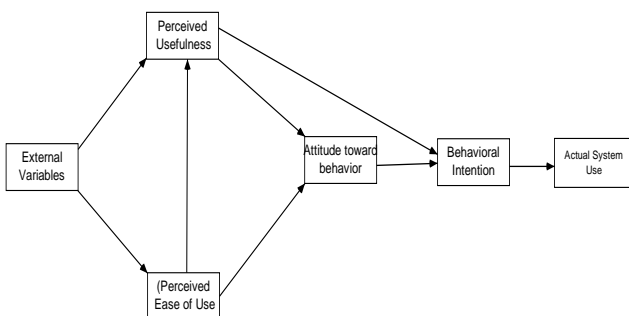 Perceived
Usefulness
External
Variables
Attitude toward
behavior
Behavioral
Intention
Actual System
Use
(Perceived
Ease of Use